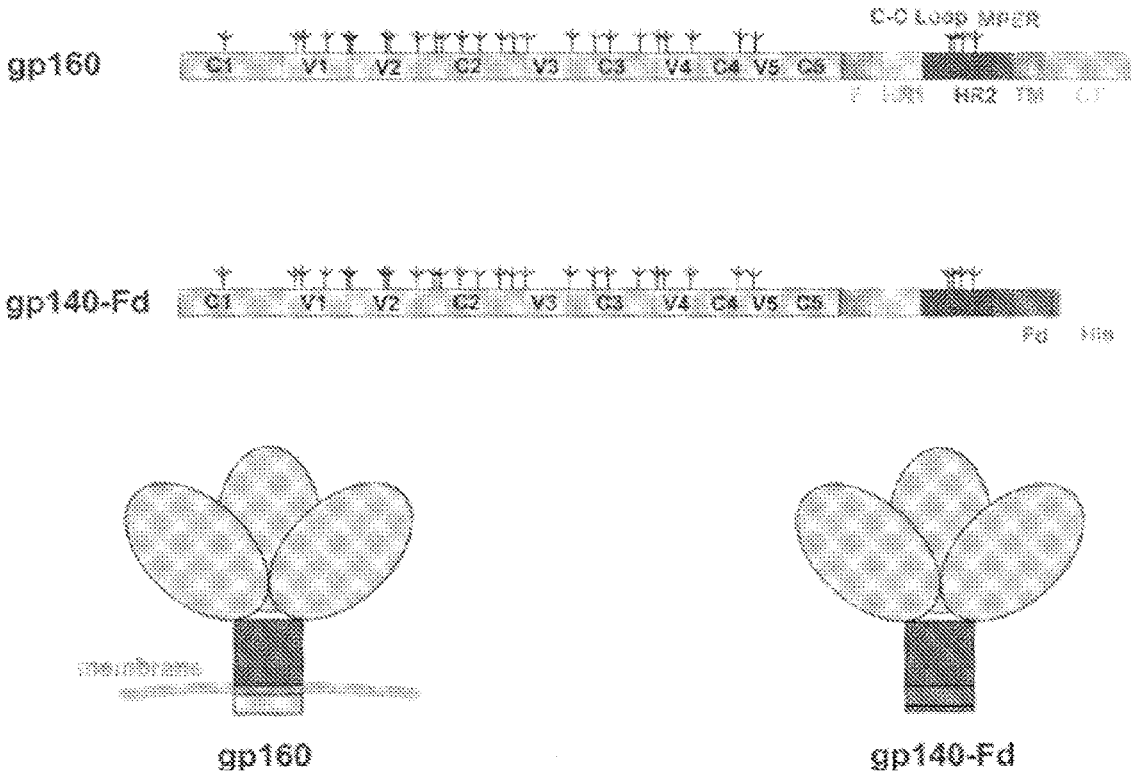 C-C Loop MPER
gp160
C1 V1 V2 C2 V3 C3 V4 C4 V5 C5
F HR1 HR2 TM CT
gp140-Fd
C1 V1 V2 C2 V3 C3 V4 C4 V5 C5
Fd His
membrane
gp160 gp140-Fd